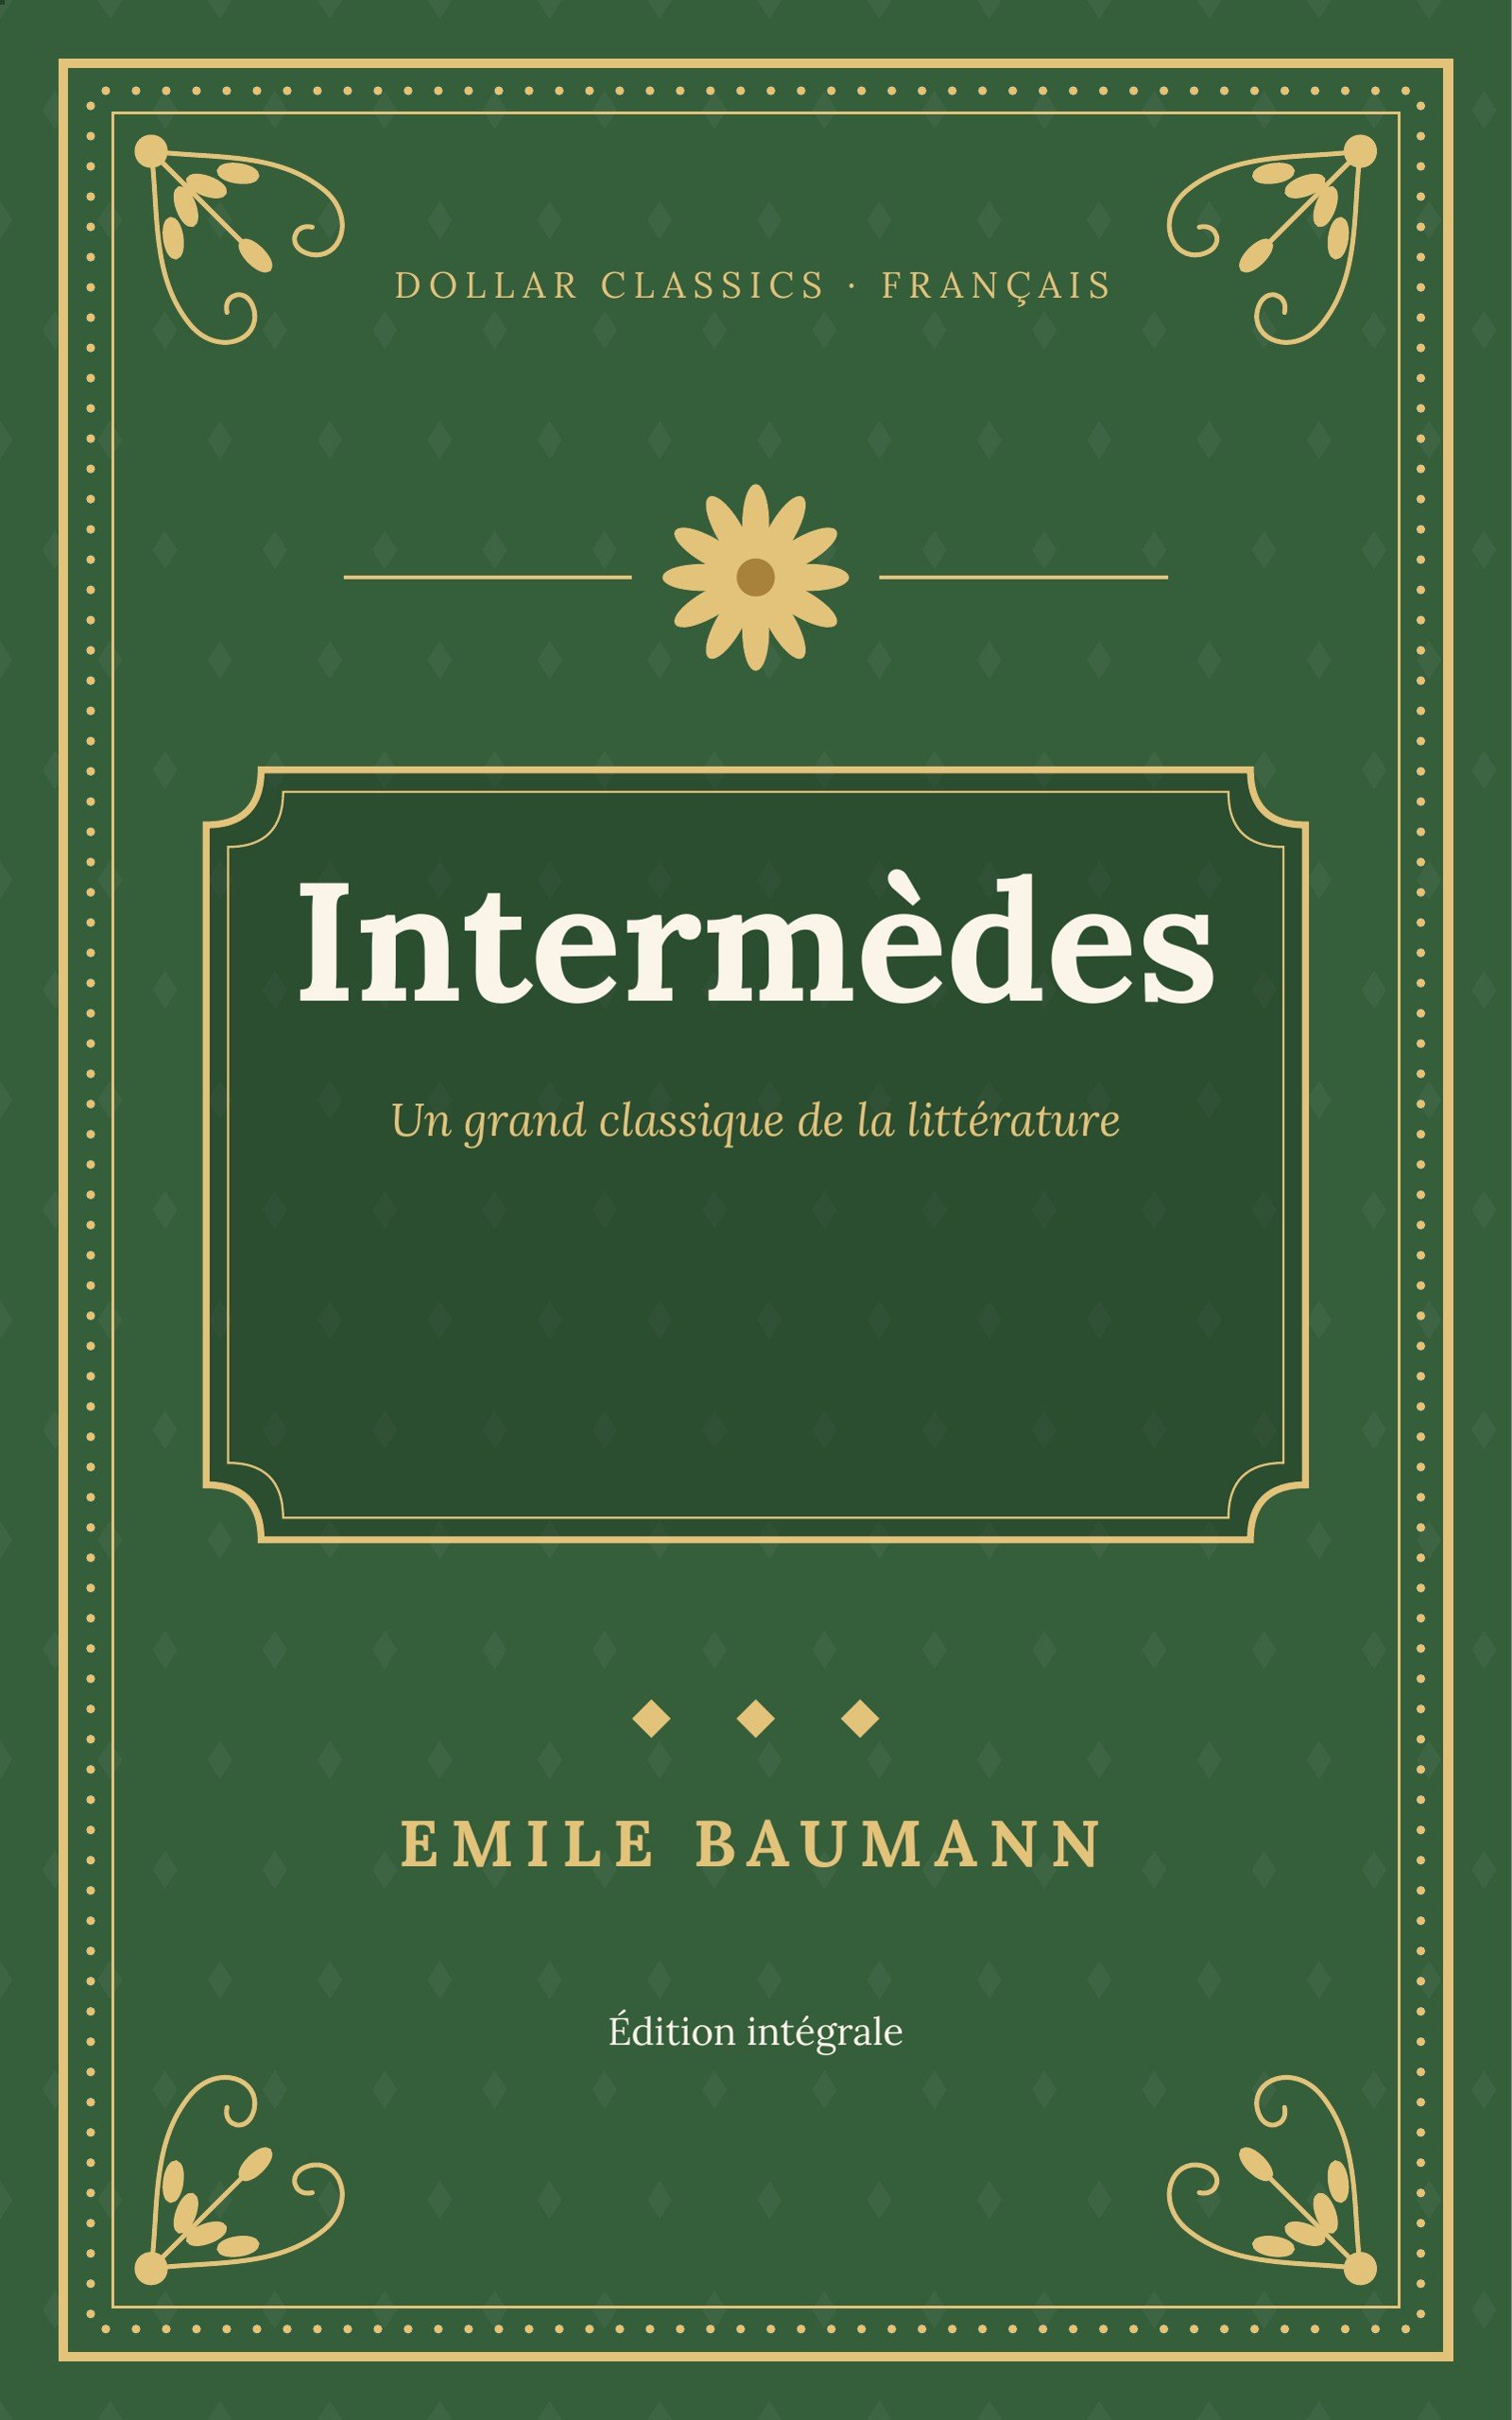 DOLLAR CLASSICS · FRANÇAIS
Intermèdes
Un grand classique de la littérature
EMILE BAUMANN
Édition intégrale